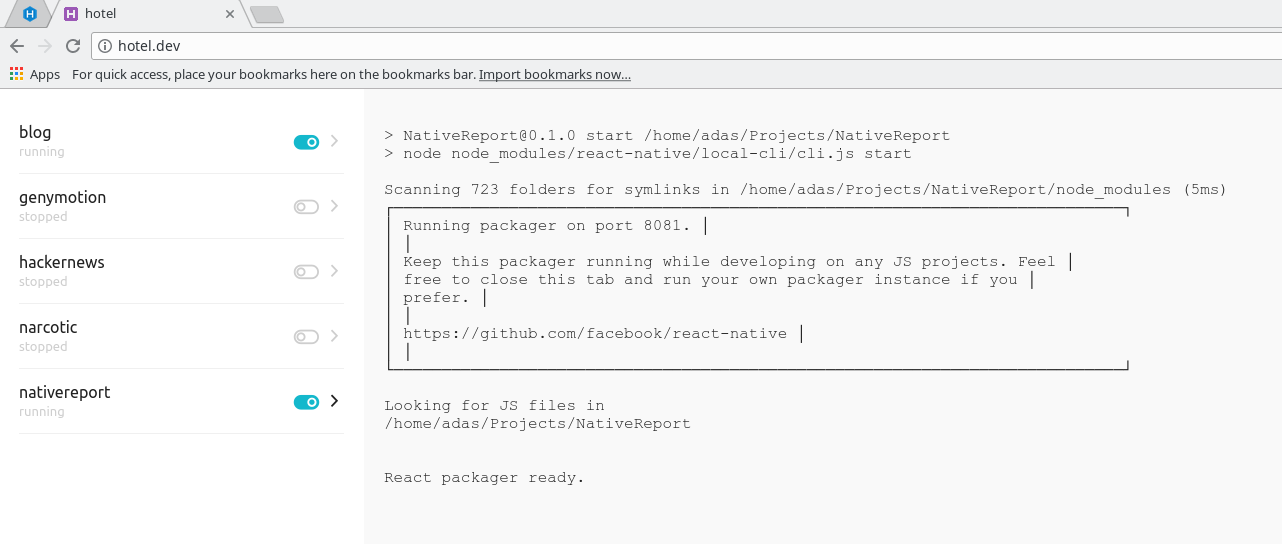 hotel
hotel.dev
Apps For quick access, place your bookmarks here on the bookmarks bar. Import bookmarks now...
blog
running
genymotion
stopped
hackernews
stopped
narcotic
stopped
nativereport
running
> NativeReport@0.1.0 start /home/adas/Projects/NativeReport
> node node_modules/react-native/local-cli/cli.js start
Scanning 723 folders for symlinks in /home/adas/Projects/NativeReport/node_modules (5ms)
Running packager on port 8081.
Keep this packager running while developing on any JS projects. Feel
free to close this tab and run your own packager instance if you
prefer.
https://github.com/facebook/react-native
Looking for JS files in
/home/adas/Projects/NativeReport
React packager ready.